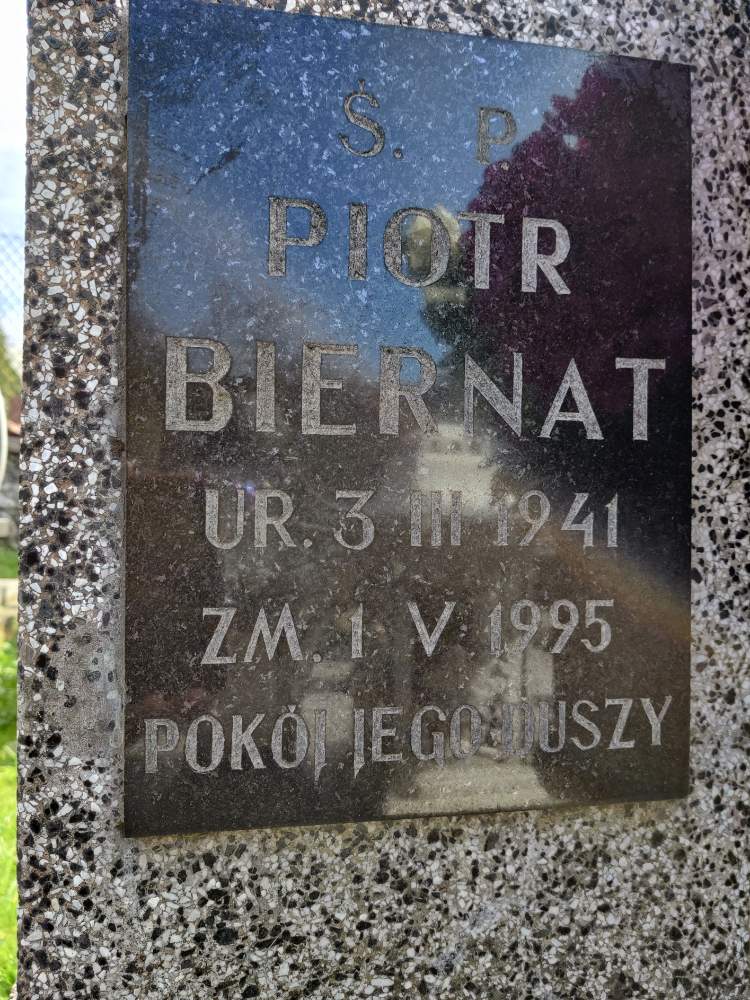 Ś. P.
PIOTR
BIERNAT
UR. 3 III 1941
ZM. 1 V 1995
POKÓJ JEGO DUSZY